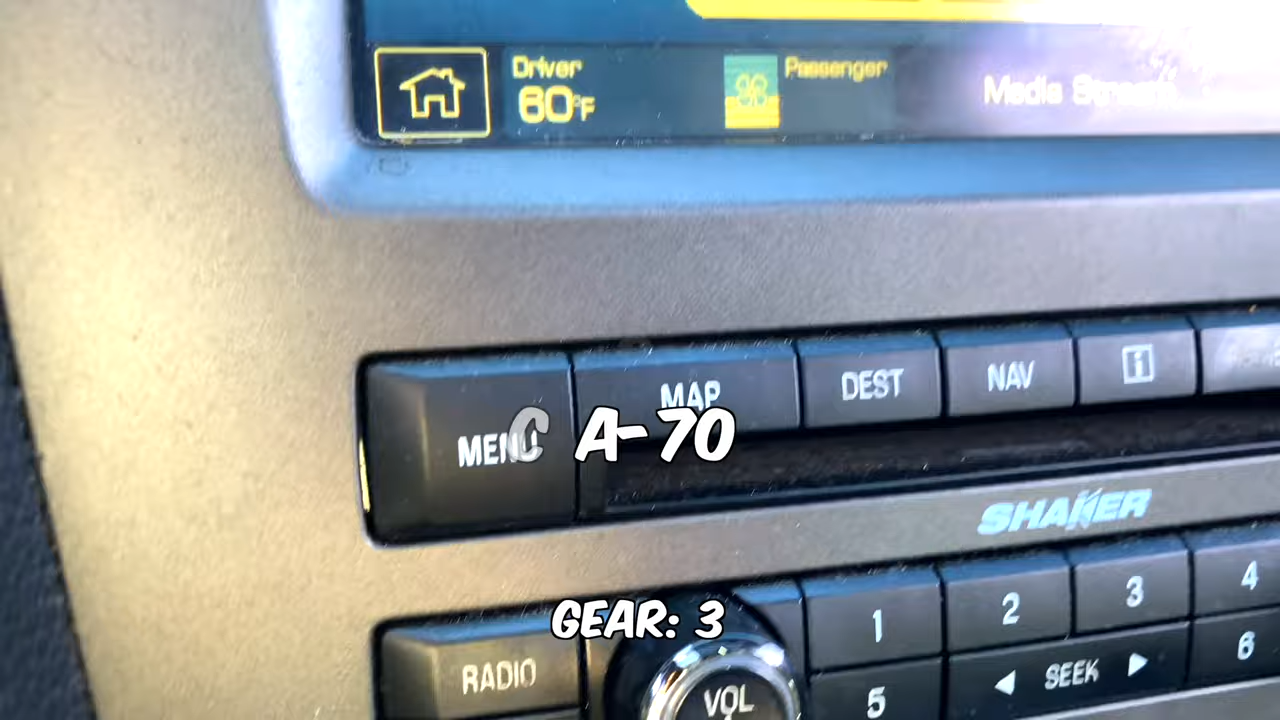 Driver
60°F
Passenger
Media
MENU
MAP
DEST
NAV
i
C A-70
SHAKER
GEAR: 3
RADIO
VOL
1
2
3
4
5
SEEK
6